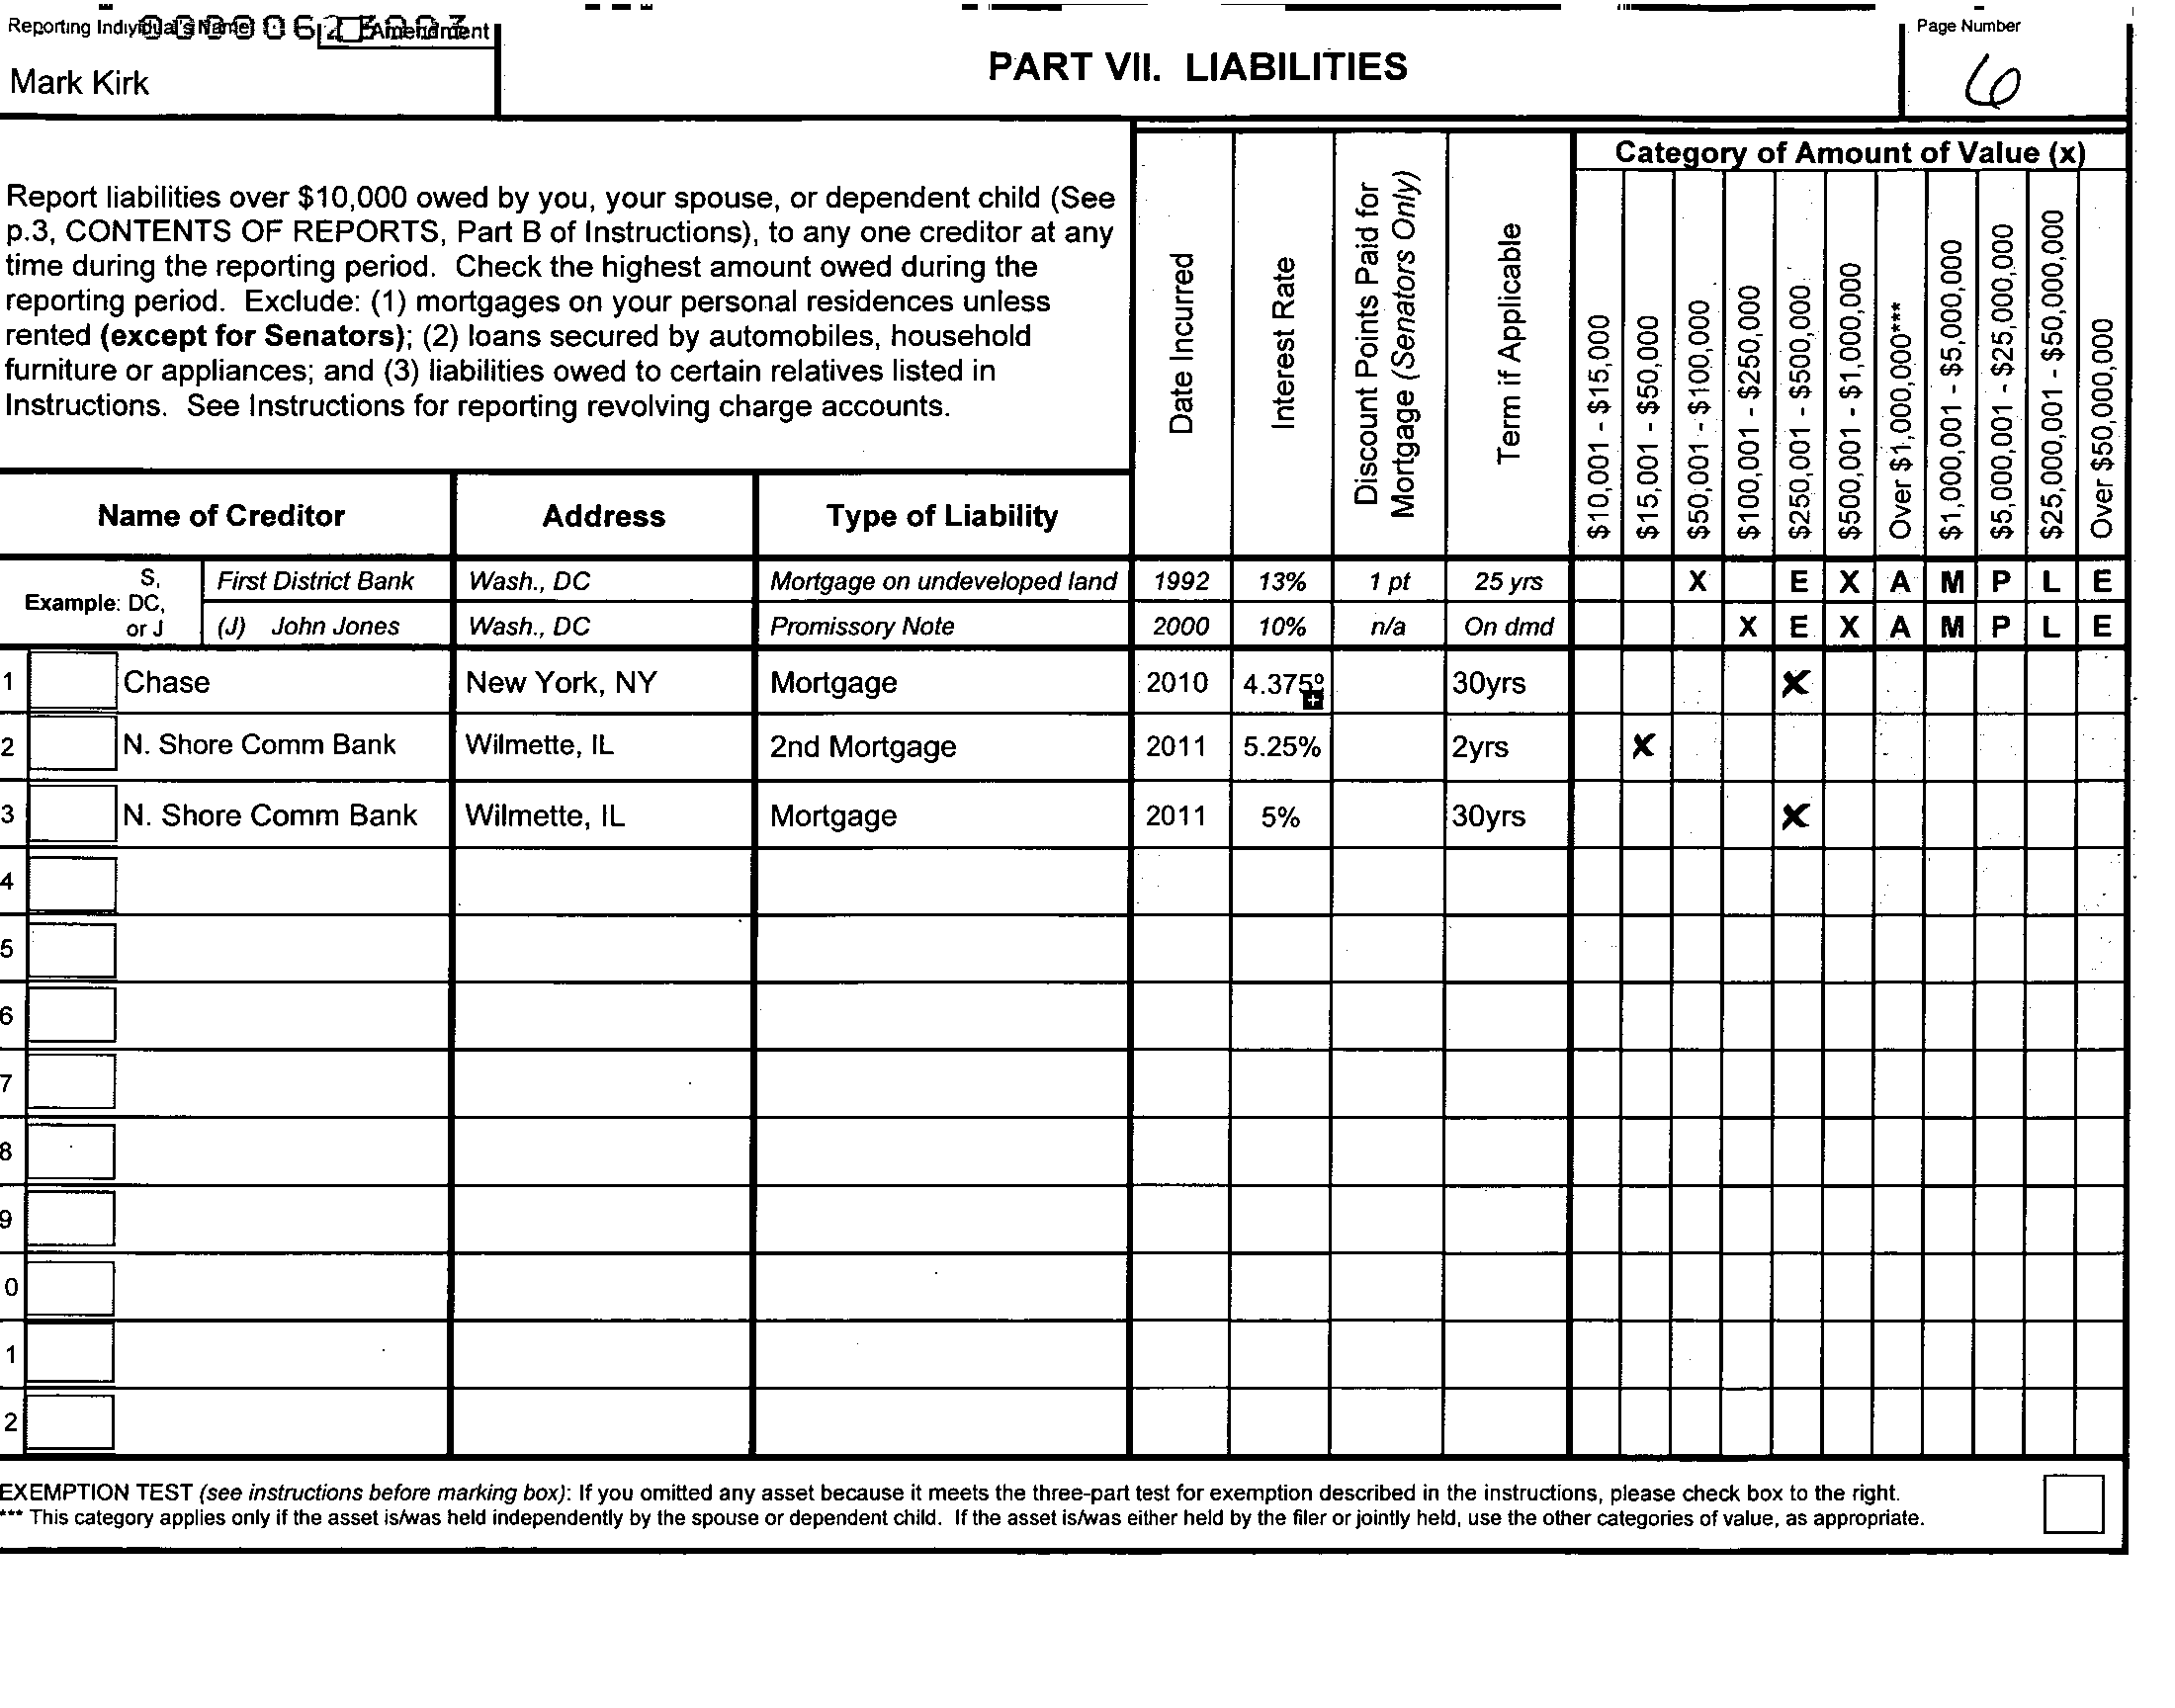 Reporting Individual's Name Amendment
Mark Kirk
PART VII. LIABILITIES
Page Number
6
Report liabilities over $10,000 owed by you, your spouse, or dependent child (See
p.3, CONTENTS OF REPORTS, Part B of Instructions), to any one creditor at any
time during the reporting period. Check the highest amount owed during the
reporting period. Exclude: (1) mortgages on your personal residences unless
rented (except for Senators); (2) loans secured by automobiles, household
furniture or appliances; and (3) liabilities owed to certain relatives listed in
Instructions. See Instructions for reporting revolving charge accounts.
Name of Creditor Address Type of Liability
Date Incurred
Interest Rate
Discount Points Paid for
Mortgage (Senators Only)
Term if Applicable
Category of Amount of Value (x)
$10,001 - $15,000
$15,001 - $50,000
$50,001 - $100,000
$100,001 - $250,000
$250,001 - $500,000
$500,001 - $1,000,000
Over $1,000,000***
$1,000,001 - $5,000,000
$5,000,001 - $25,000,000
$25,000,001 - $50,000,000
Over $50,000,000
Example: S, DC, or J
First District Bank Wash., DC Mortgage on undeveloped land 1992 13% 1 pt 25 yrs X E X A M P L E
(J) John Jones Wash., DC Promissory Note 2000 10% n/a On dmd X E X A M P L E
1 Chase New York, NY Mortgage 2010 4.375% 30yrs X
2 N. Shore Comm Bank Wilmette, IL 2nd Mortgage 2011 5.25% 2yrs X
3 N. Shore Comm Bank Wilmette, IL Mortgage 2011 5% 30yrs X
4
5
6
7
8
9
0
1
2
EXEMPTION TEST (see instructions before marking box): If you omitted any asset because it meets the three-part test for exemption described in the instructions, please check box to the right.
*** This category applies only if the asset is/was held independently by the spouse or dependent child. If the asset is/was either held by the filer or jointly held, use the other categories of value, as appropriate.